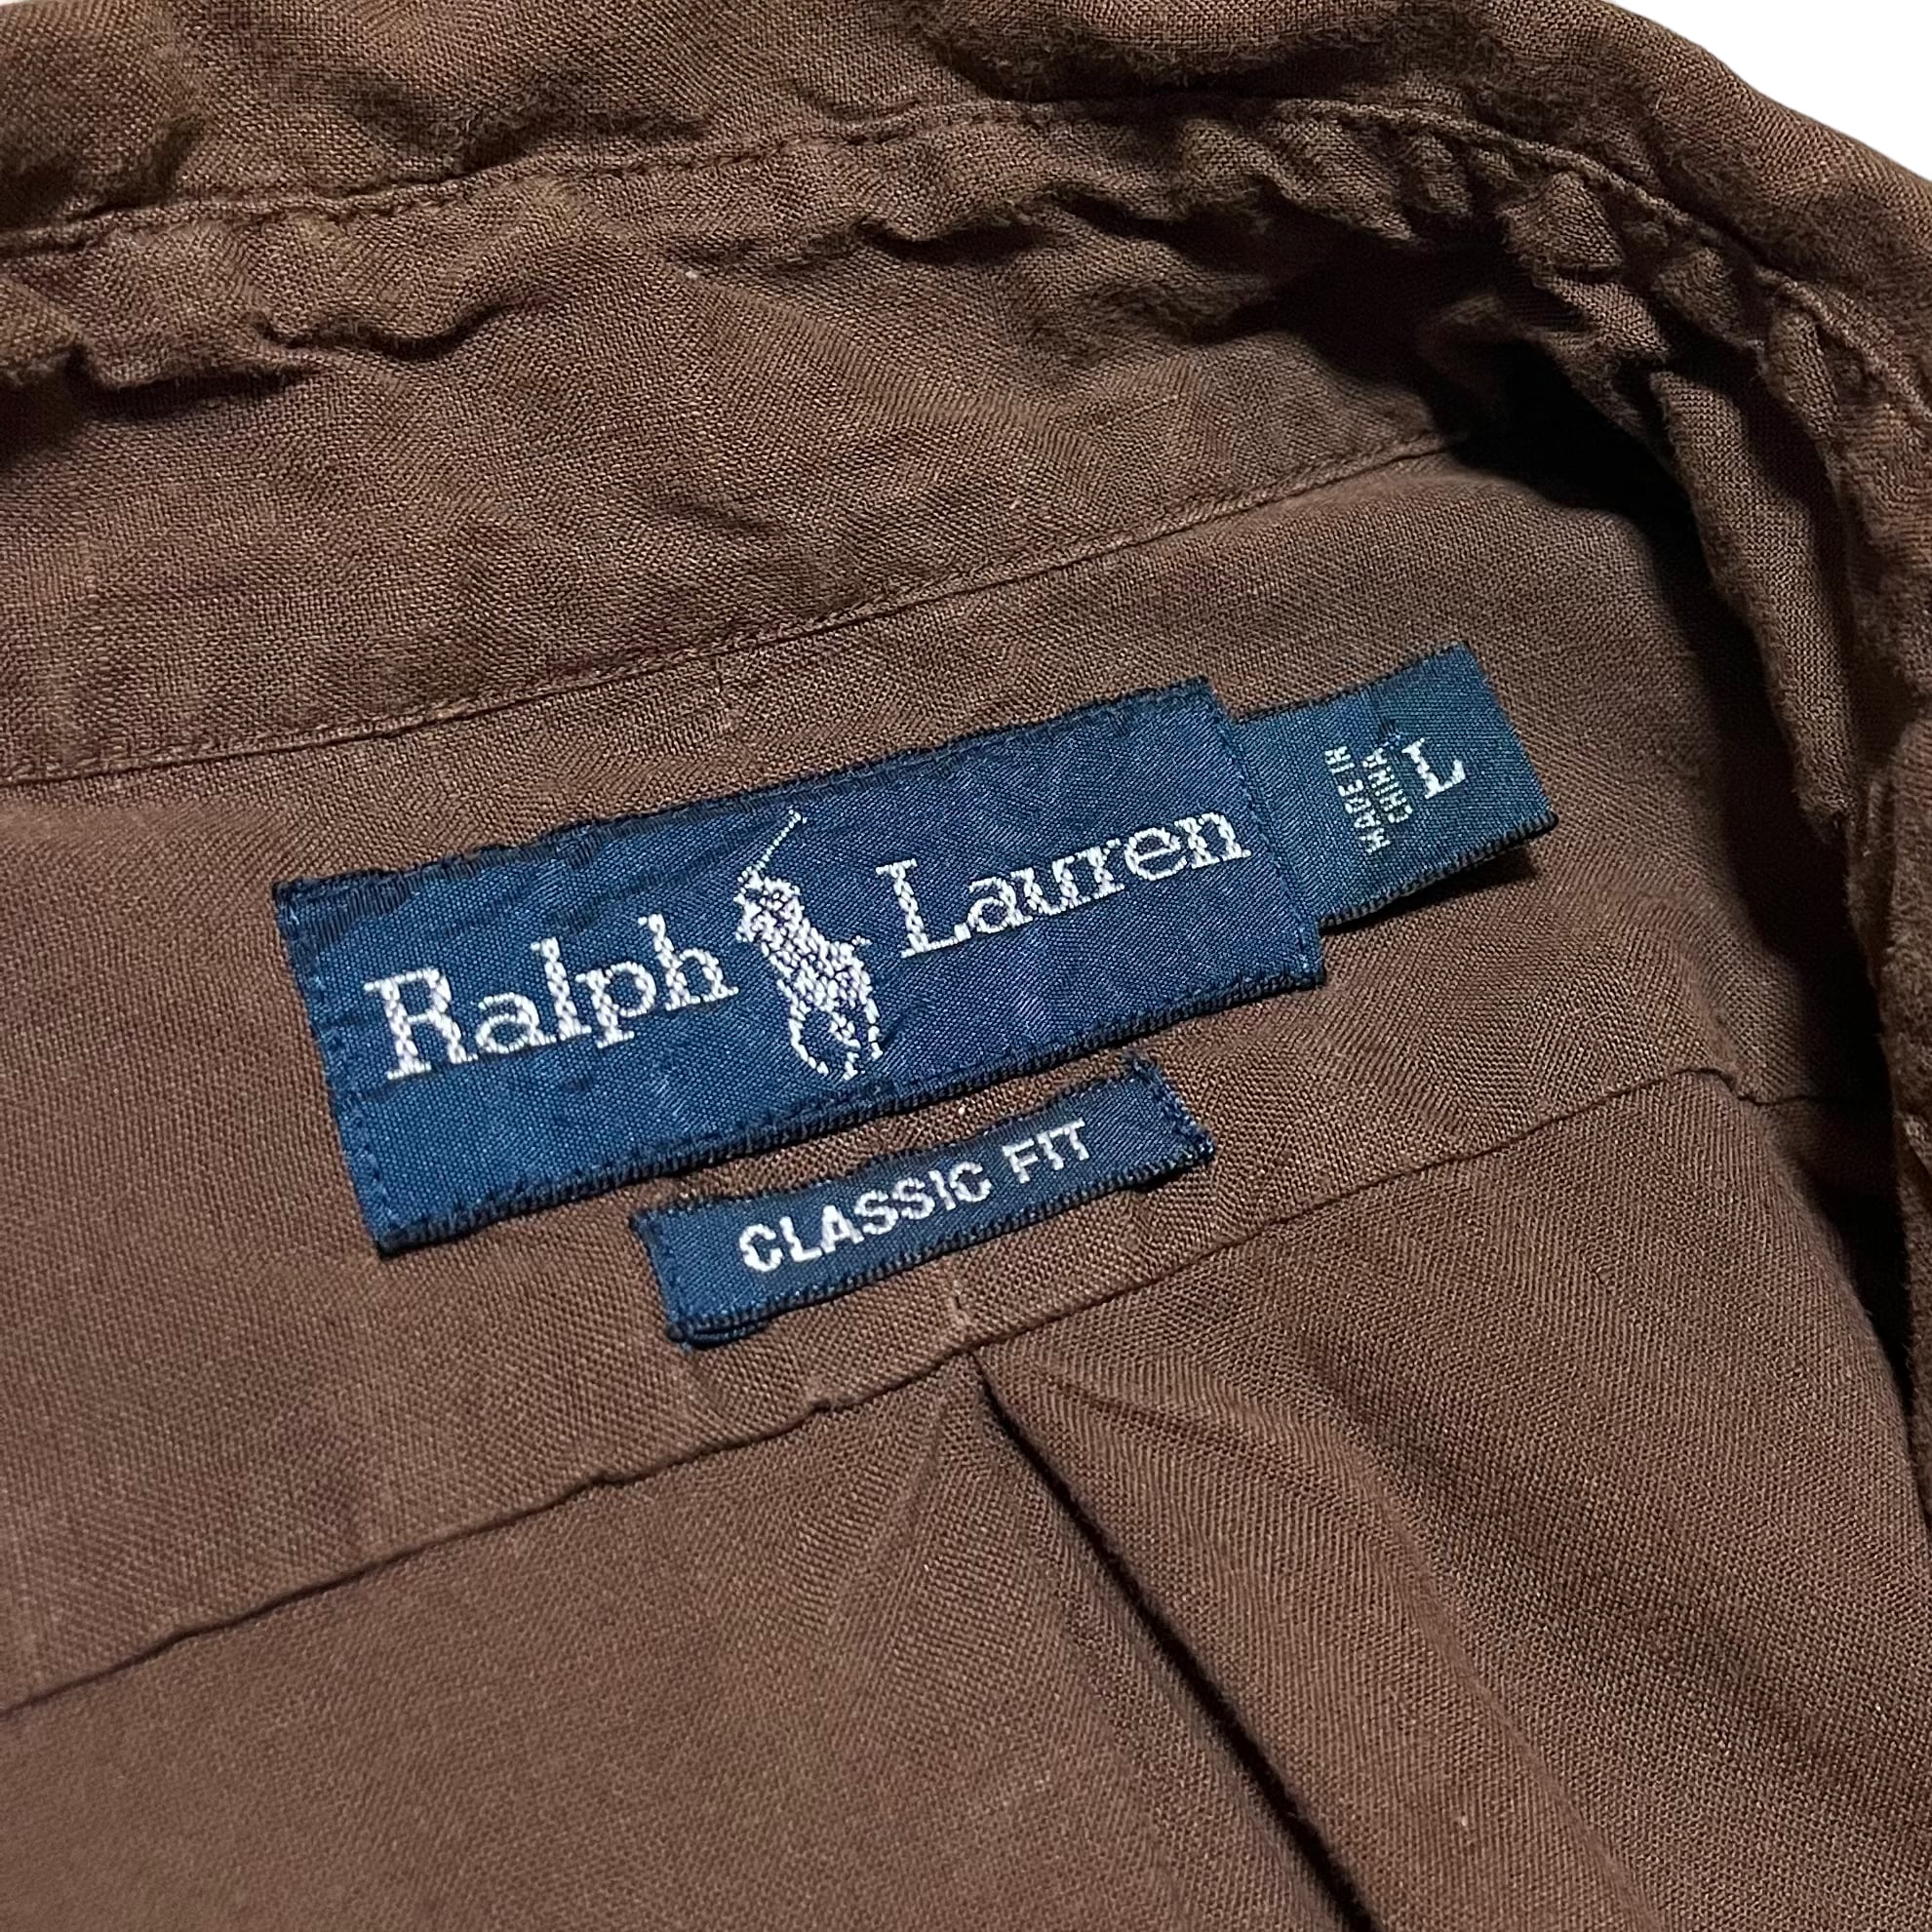 Ralph Lauren
L
MADE IN
CHINA
CLASSIC FIT